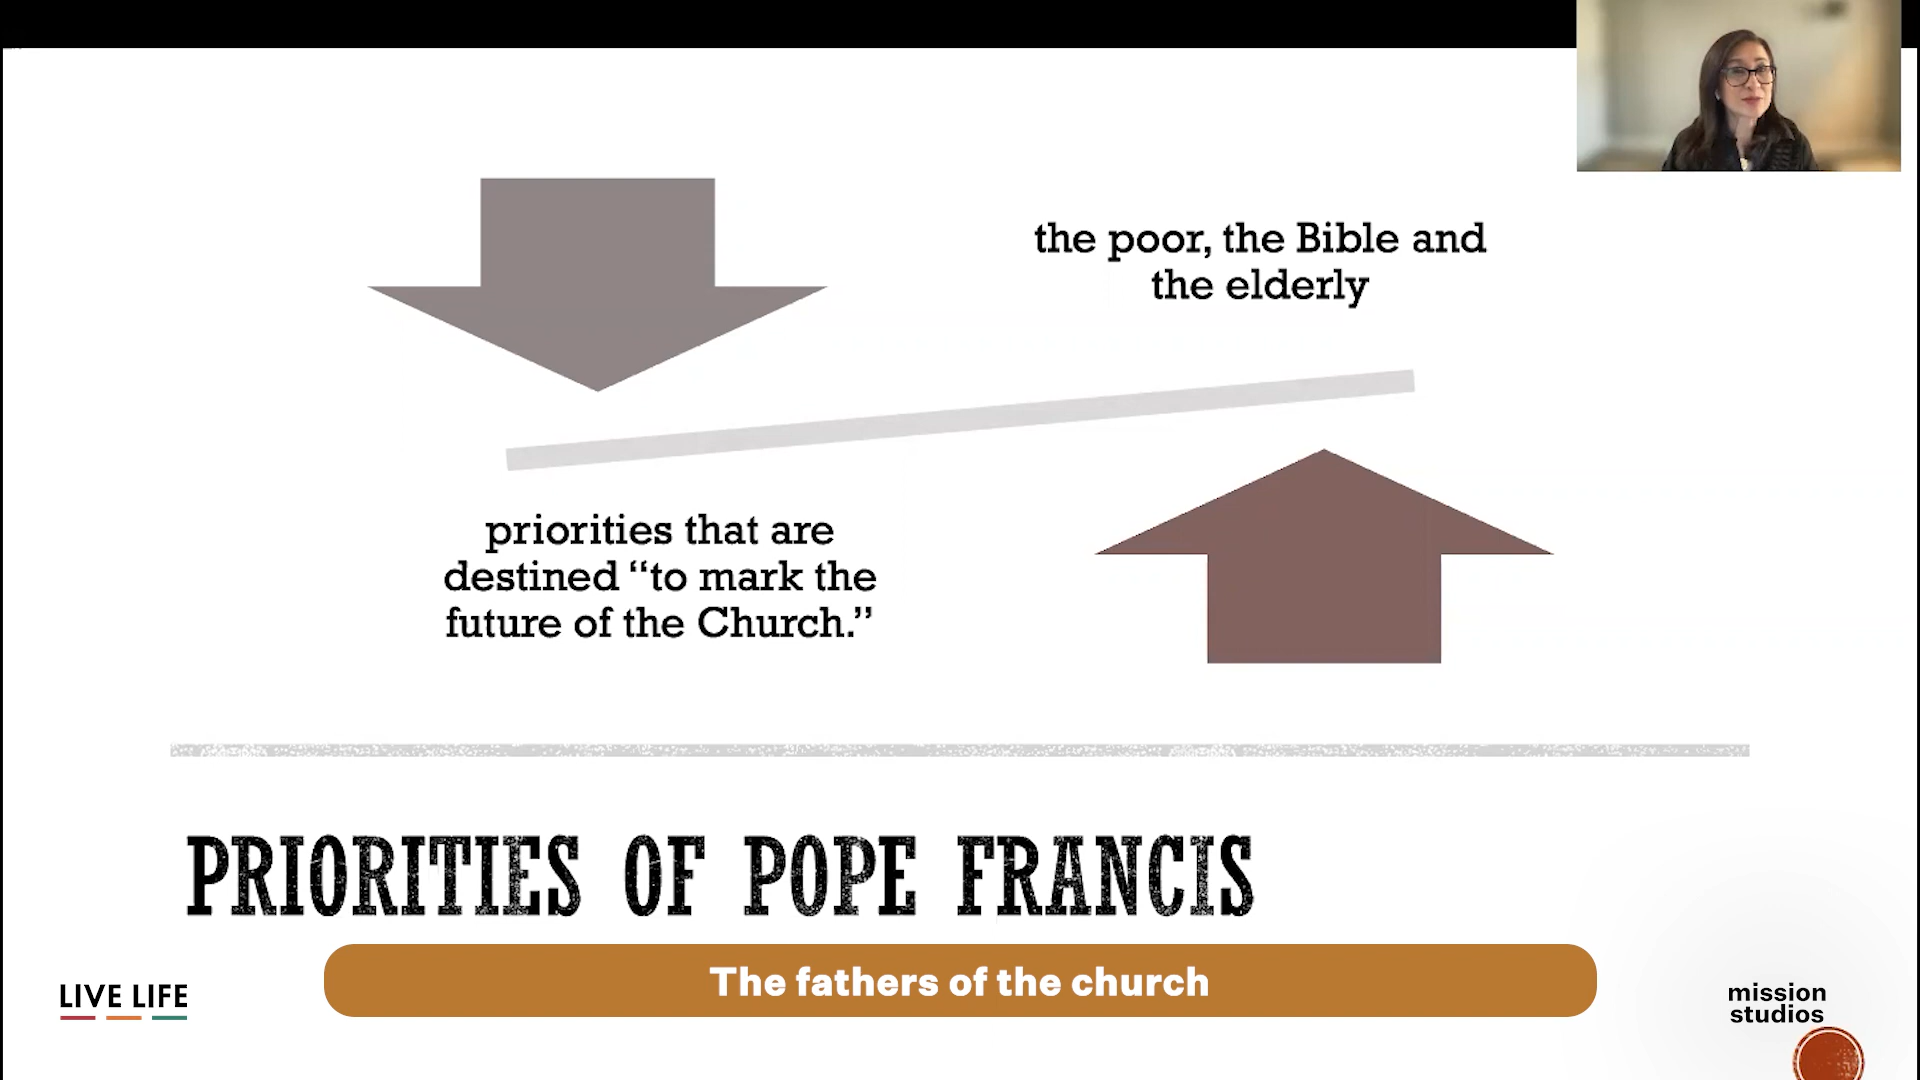 the poor, the Bible and
the elderly
priorities that are
destined “to mark the
future of the Church.”
PRIORITIES OF POPE FRANCIS
The fathers of the church
LIVE LIFE
mission
studios